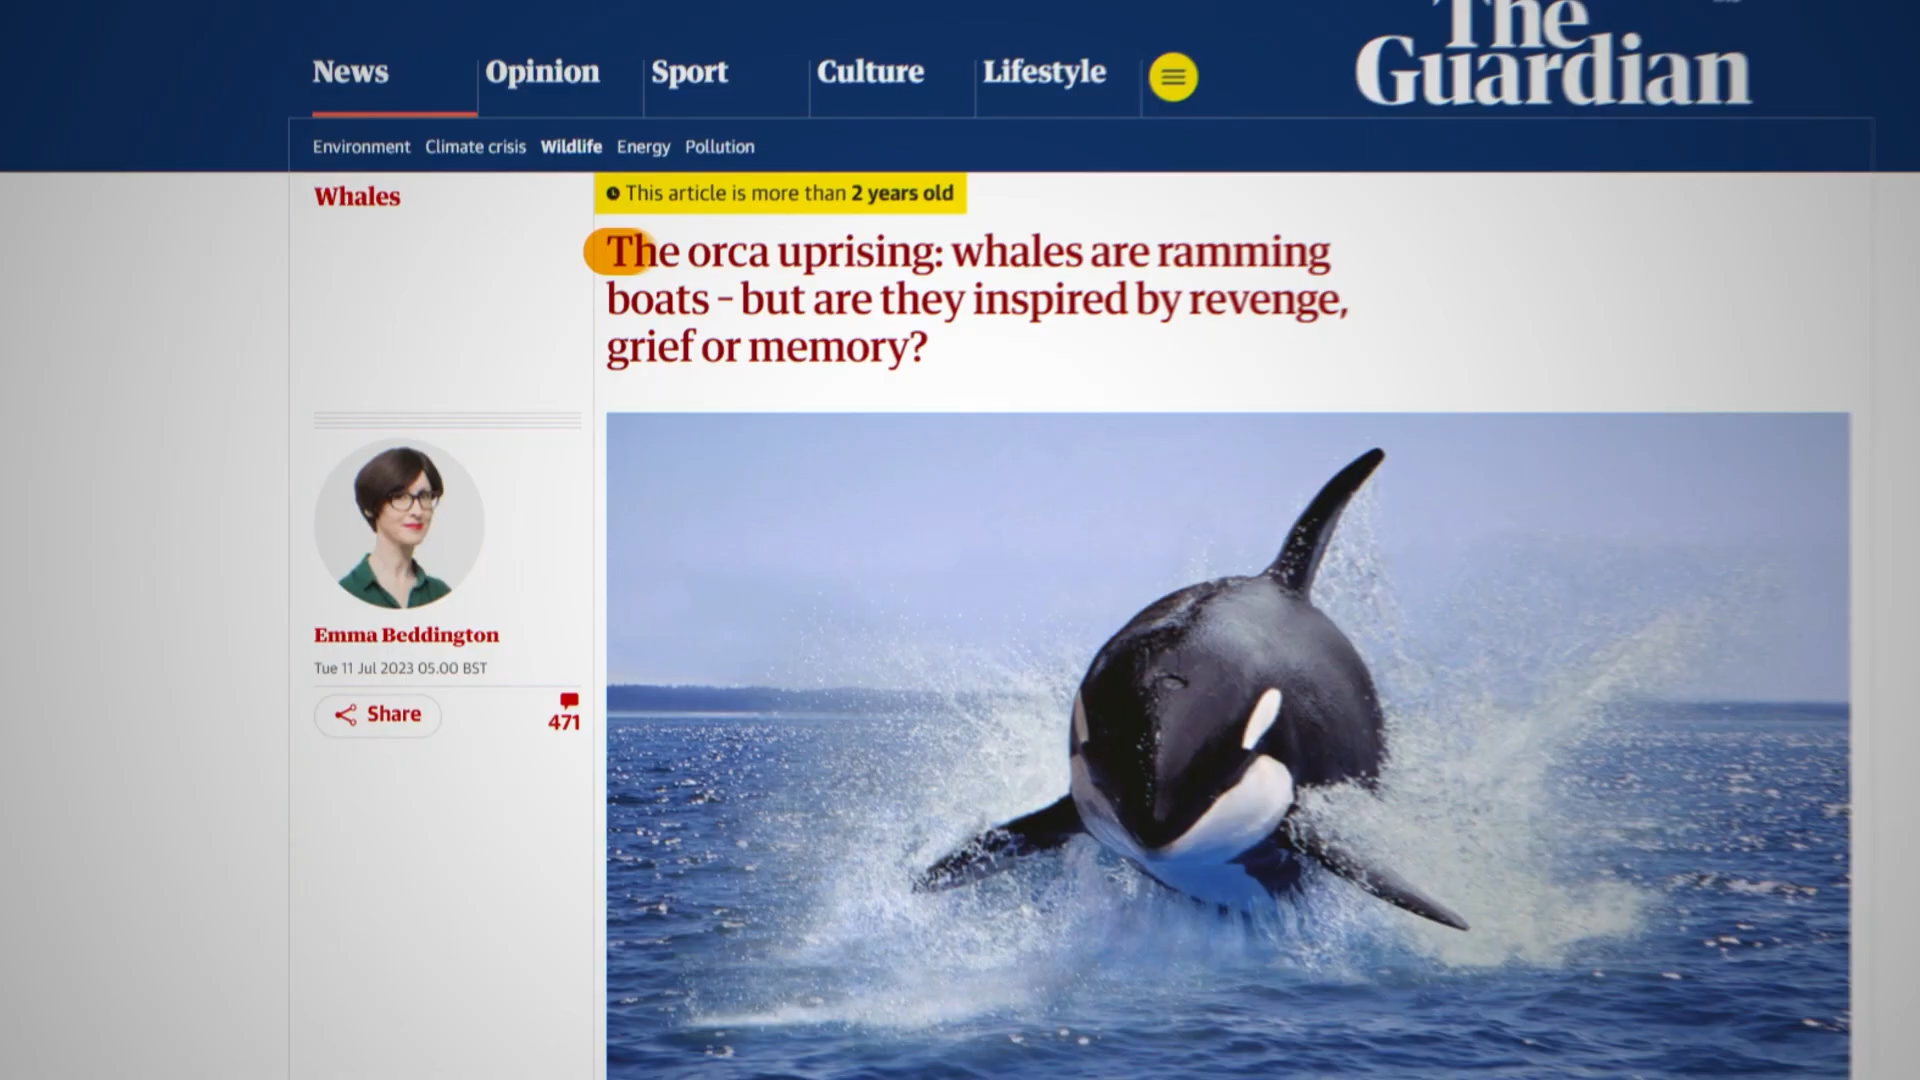 The
Guardian
News Opinion Sport Culture Lifestyle
Environment Climate crisis Wildlife Energy Pollution
Whales
This article is more than 2 years old
The orca uprising: whales are ramming
boats – but are they inspired by revenge,
grief or memory?
Emma Beddington
Tue 11 Jul 2023 05.00 BST
Share
471